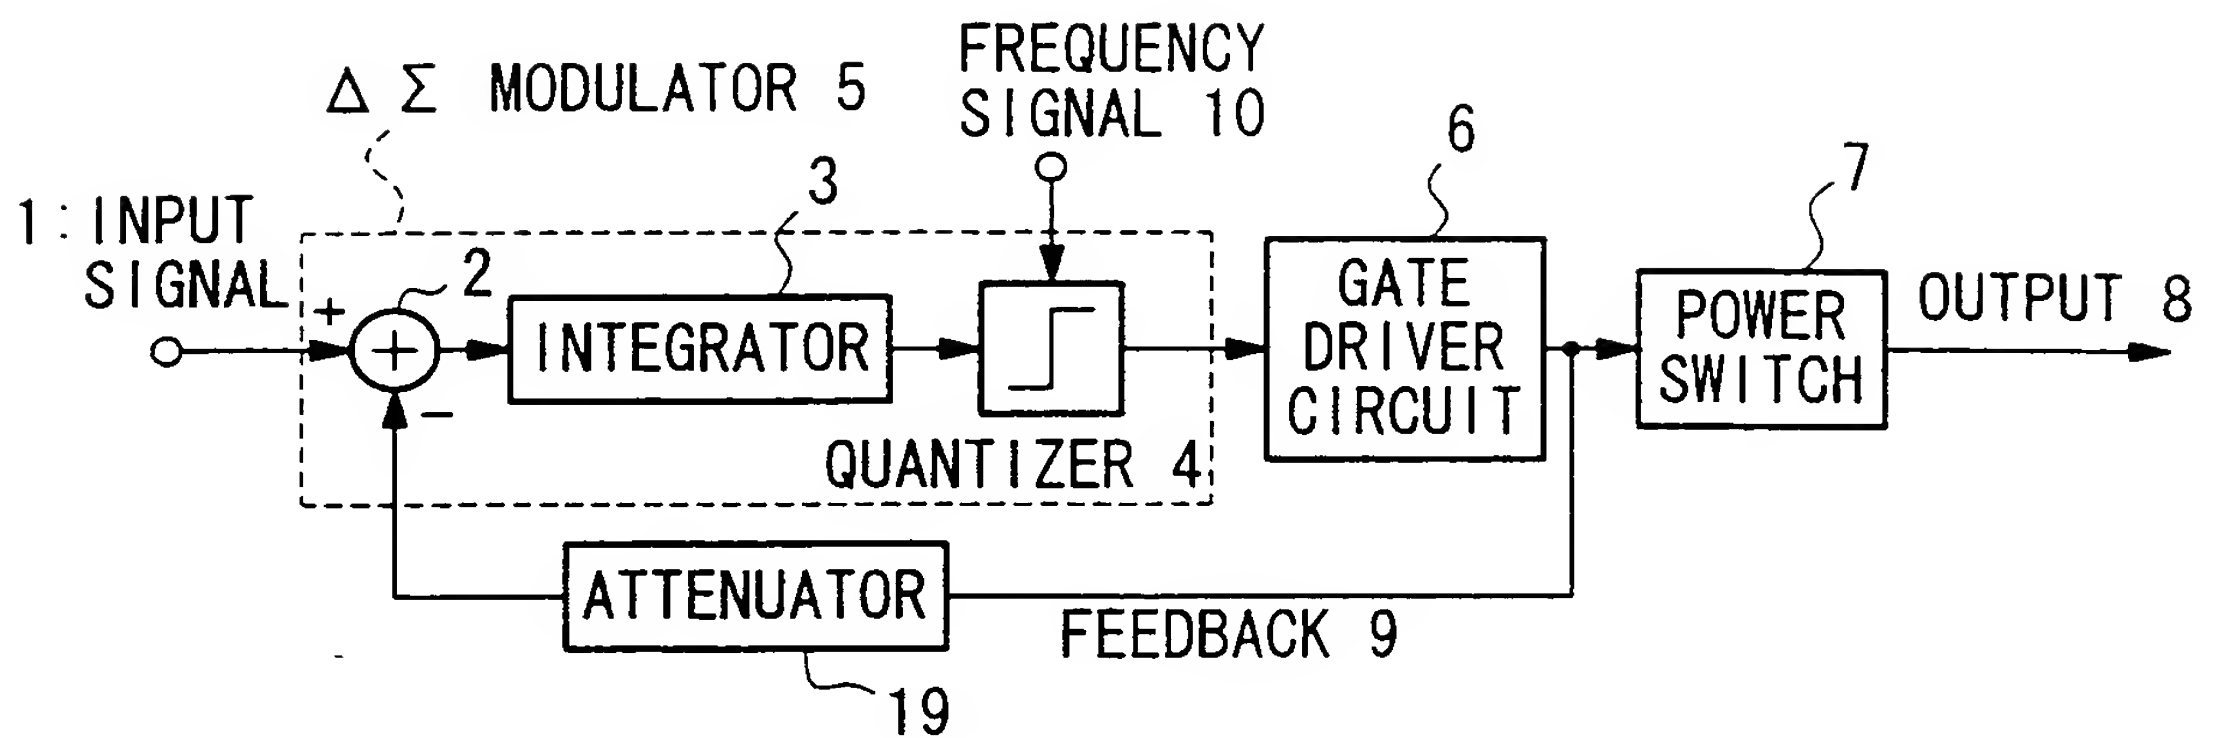 FREQUENCY
SIGNAL 10
Δ Σ MODULATOR 5
6
7
3
1:INPUT
SIGNAL
2
+
+
−
INTEGRATOR
GATE
DRIVER
CIRCUIT
POWER
SWITCH
OUTPUT 8
QUANTIZER 4
ATTENUATOR
FEEDBACK 9
19